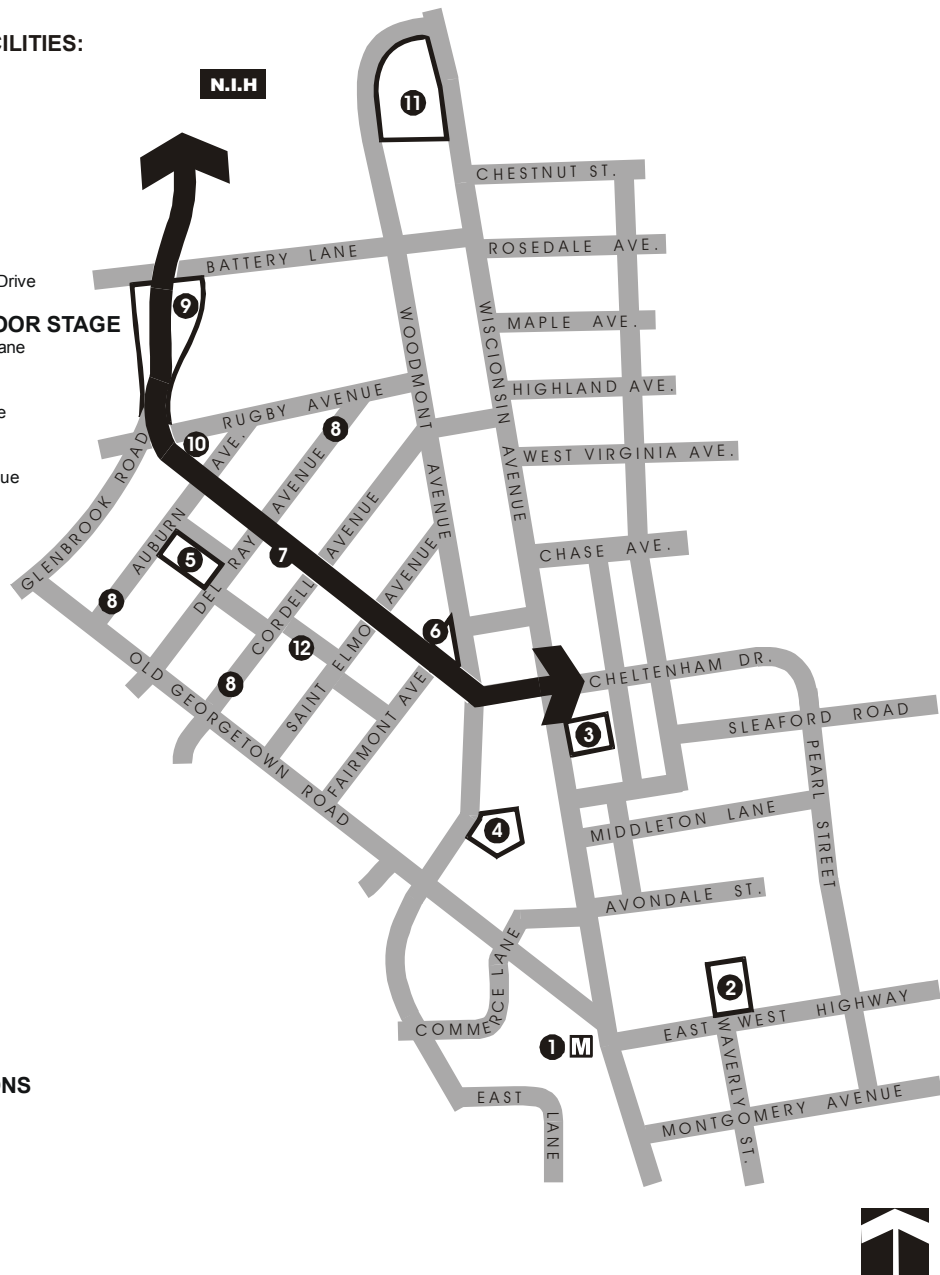 CILITIES:
N.I.H
11
CHESTNUT ST.
BATTERY LANE
ROSEDALE AVE.
Drive
9
OOR STAGE
ane
WOODMONT AVENUE
WISCIONSIN AVENUE
MAPLE AVE.
HIGHLAND AVE.
e
RUGBY AVENUE
8
10
WEST VIRGINIA AVE.
ue
GLENBROOK ROAD
AUBURN AVE.
DEL RAY AVENUE
CORDELL AVENUE
SAINT ELMO AVENUE
FAIRMONT AVE
CHASE AVE.
5
7
8
6
12
8
OLD GEORGETOWN ROAD
CHELTENHAM DR.
SLEAFORD ROAD
3
PEARL STREET
4
MIDDLETON LANE
AVONDALE ST.
COMMERCE LANE
2
EAST WEST HIGHWAY
1 M
WAVERLY ST.
ONS
EAST LANE
MONTGOMERY AVENUE